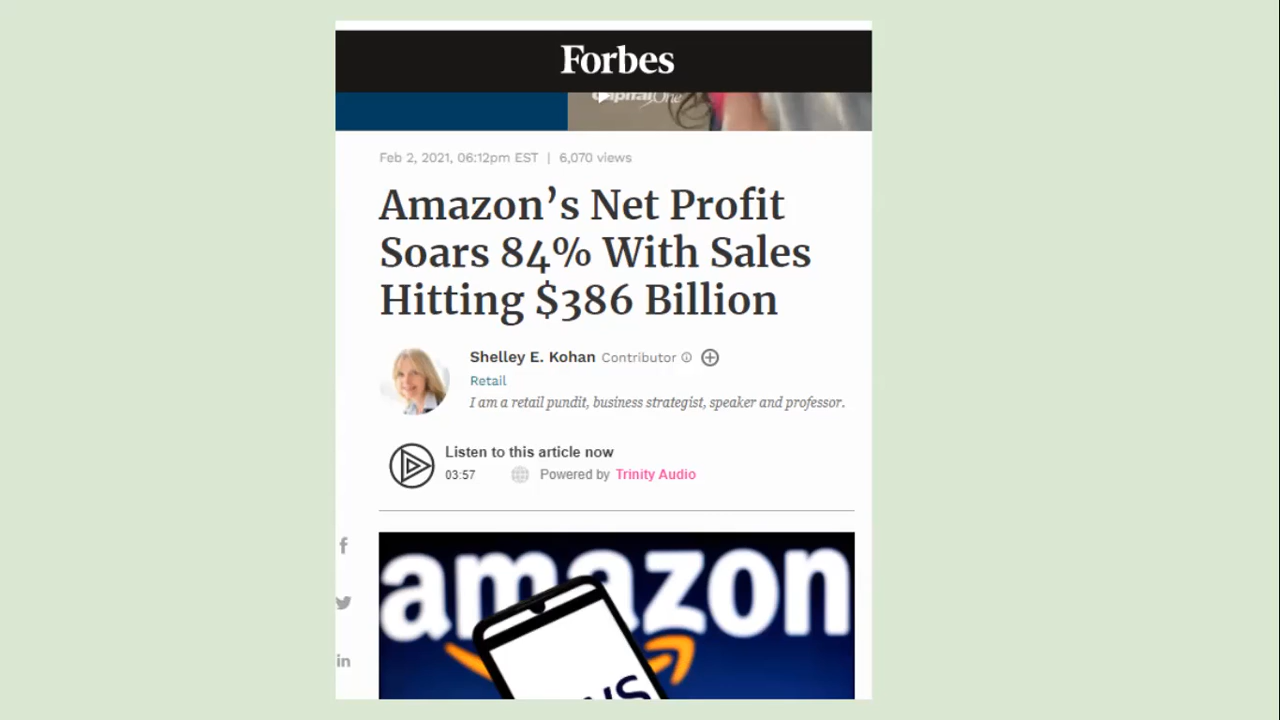 Forbes
Capital One
Feb 2, 2021, 06:12pm EST | 6,070 views
Amazon's Net Profit
Soars 84% With Sales
Hitting $386 Billion
Shelley E. Kohan Contributor
Retail
I am a retail pundit, business strategist, speaker and professor.
Listen to this article now
03:57 Powered by Trinity Audio
amazon